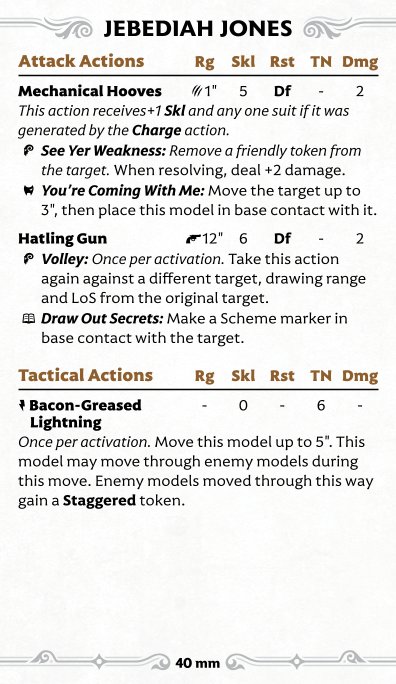 JEBEDIAH JONES
Attack Actions Rg Skl Rst TN Dmg
Mechanical Hooves 1" 5 Df - 2
This action receives+1 Skl and any one suit if it was
generated by the Charge action.
See Yer Weakness: Remove a friendly token from
the target. When resolving, deal +2 damage.
You're Coming With Me: Move the target up to
3", then place this model in base contact with it.
Hatling Gun 12" 6 Df - 2
Volley: Once per activation. Take this action
again against a different target, drawing range
and LoS from the original target.
Draw Out Secrets: Make a Scheme marker in
base contact with the target.
Tactical Actions Rg Skl Rst TN Dmg
Bacon-Greased - 0 - 6 -
Lightning
Once per activation. Move this model up to 5". This
model may move through enemy models during
this move. Enemy models moved through this way
gain a Staggered token.
40 mm